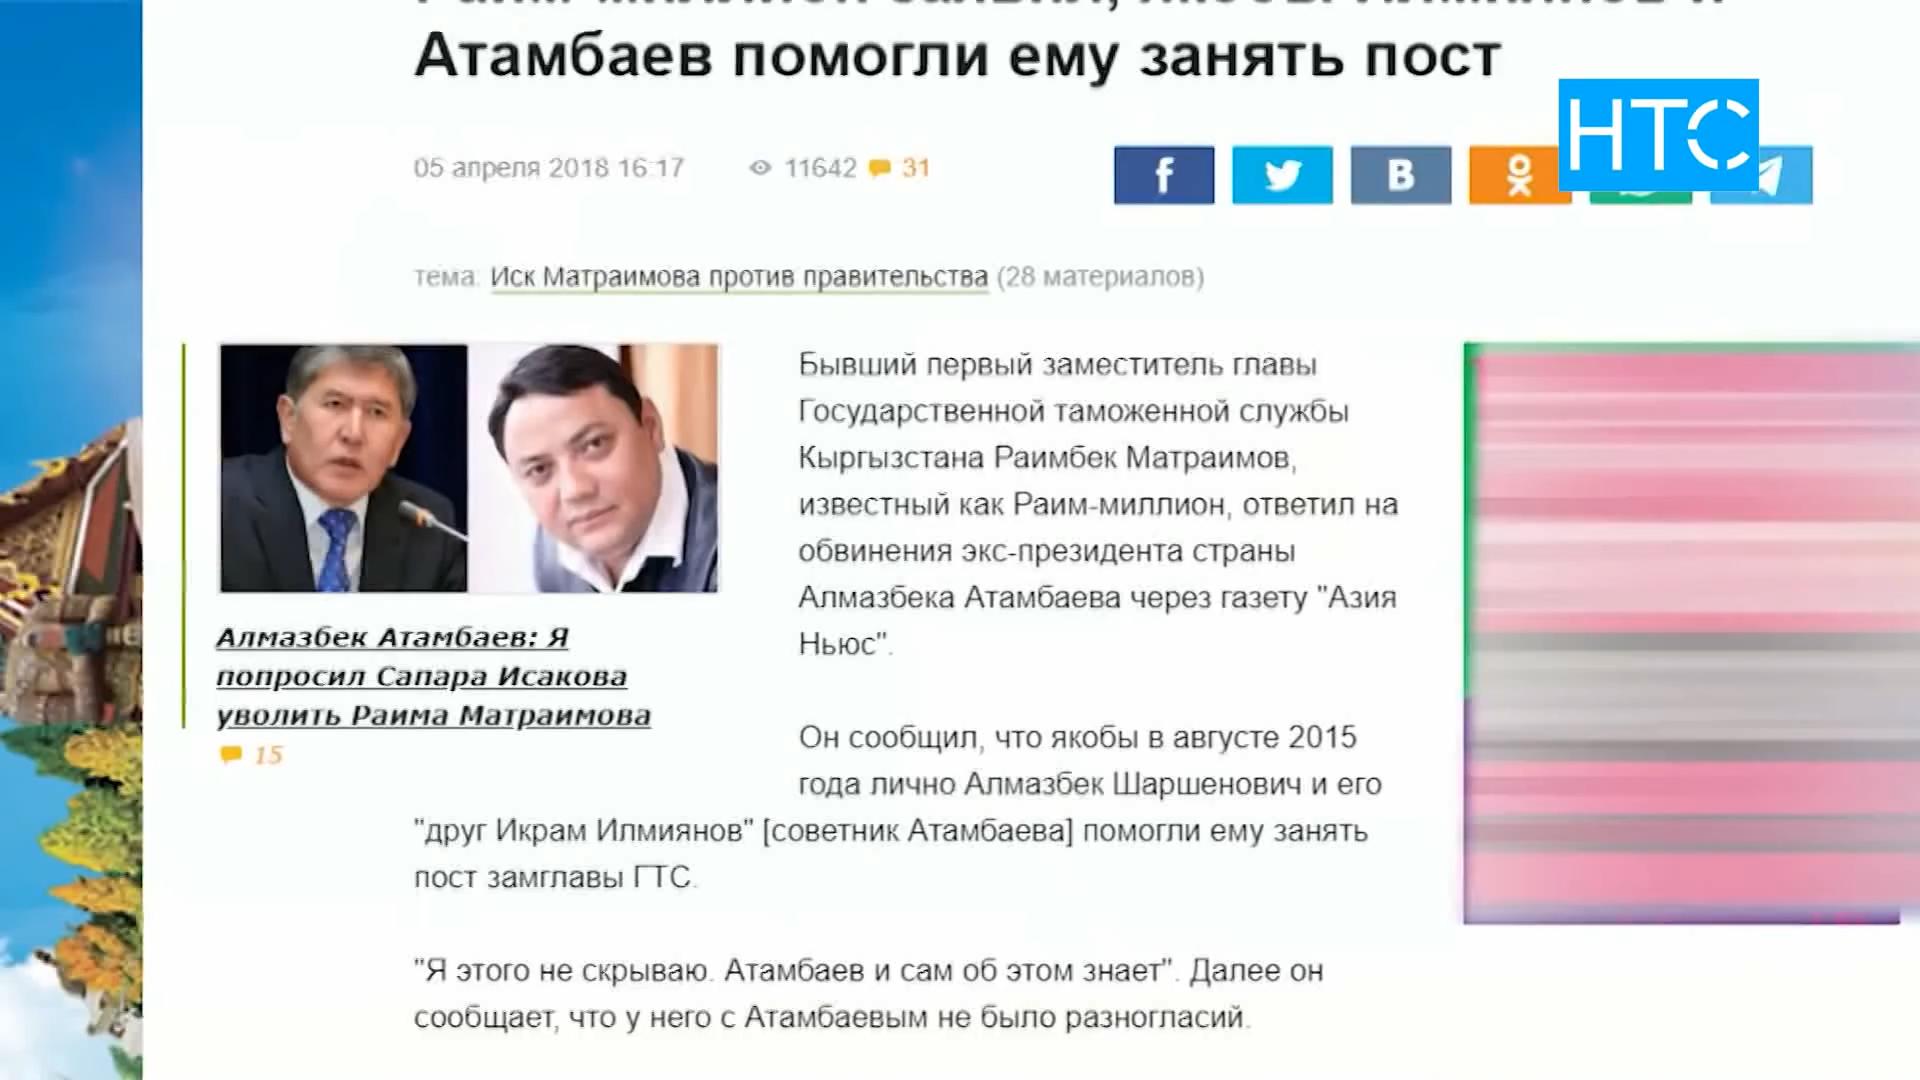 Атамбаев помогли ему занять пост
НТС
05 апреля 2018 16:17 11642 31
тема: Иск Матраимова против правительства (28 материалов)
Бывший первый заместитель главы
Государственной таможенной службы
Кыргызстана Раимбек Матраимов,
известный как Раим-миллион, ответил на
обвинения экс-президента страны
Алмазбека Атамбаева через газету "Азия
Ньюс".
Алмазбек Атамбаев: Я
попросил Сапара Исакова
уволить Раима Матраимова
15
Он сообщил, что якобы в августе 2015
года лично Алмазбек Шаршенович и его
"друг Икрам Илмиянов" [советник Атамбаева] помогли ему занять
пост замглавы ГТС.
"Я этого не скрываю. Атамбаев и сам об этом знает". Далее он
сообщает, что у него с Атамбаевым не было разногласий.